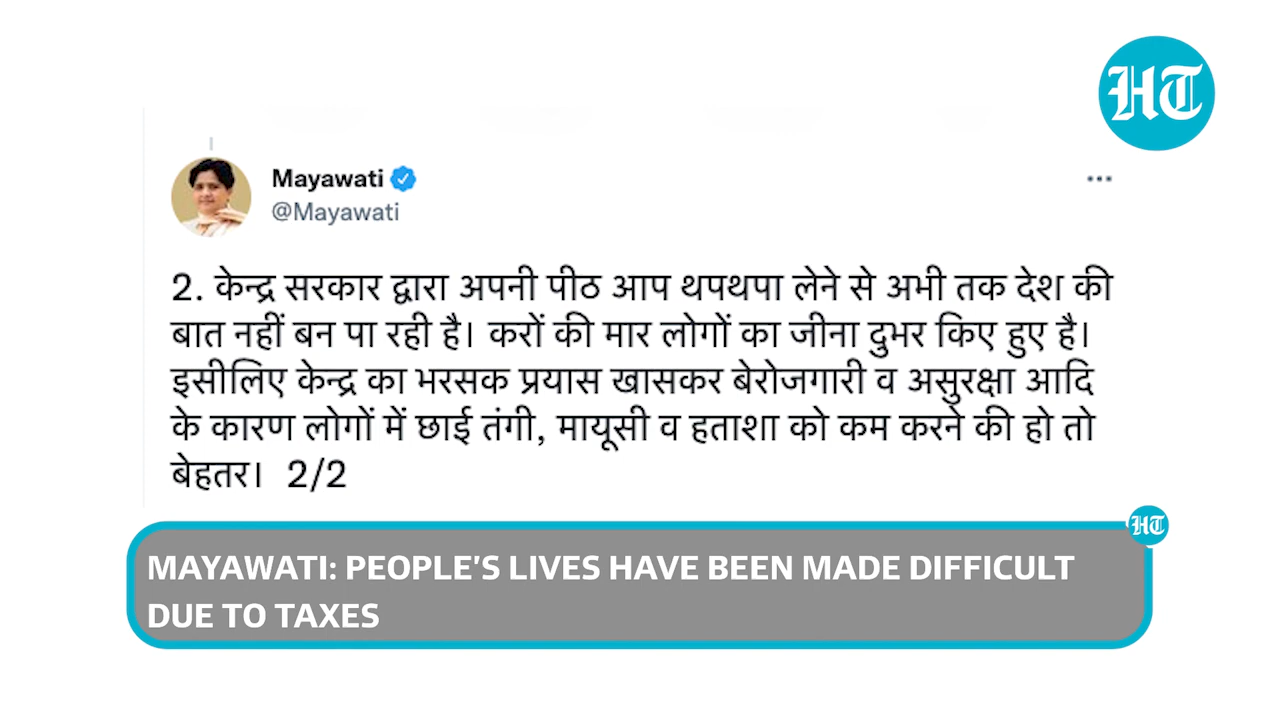 HT
Mayawati
@Mayawati
2. केन्द्र सरकार द्वारा अपनी पीठ आप थपथपा लेने से अभी तक देश की
बात नहीं बन पा रही है। करों की मार लोगों का जीना दुभर किए हुए है।
इसीलिए केन्द्र का भरसक प्रयास खासकर बेरोजगारी व असुरक्षा आदि
के कारण लोगों में छाई तंगी, मायूसी व हताशा को कम करने की हो तो
बेहतर। 2/2
HT
MAYAWATI: PEOPLE'S LIVES HAVE BEEN MADE DIFFICULT
DUE TO TAXES